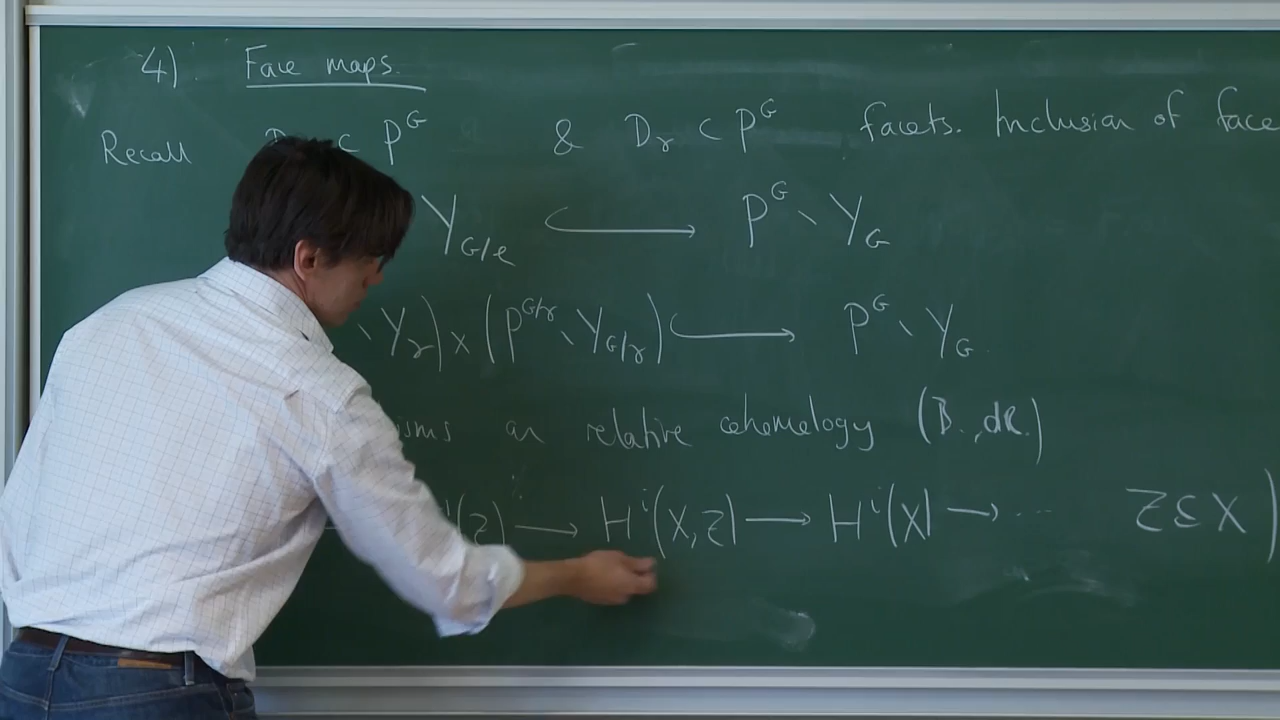 4) Face maps.
Recall D ⊂ P^G & D_γ ⊂ P^G facets. Inclusion of face
Y_{G/e} ↪ P^G \ Y_G
\ Y_γ) × (P^{G/γ} \ Y_{G/γ}) ↪ P^G \ Y_G
isms on relative cohomology (B., dR.)
(Z) → H^i(X, Z) → H^i(X) → ... Z ⊆ X)